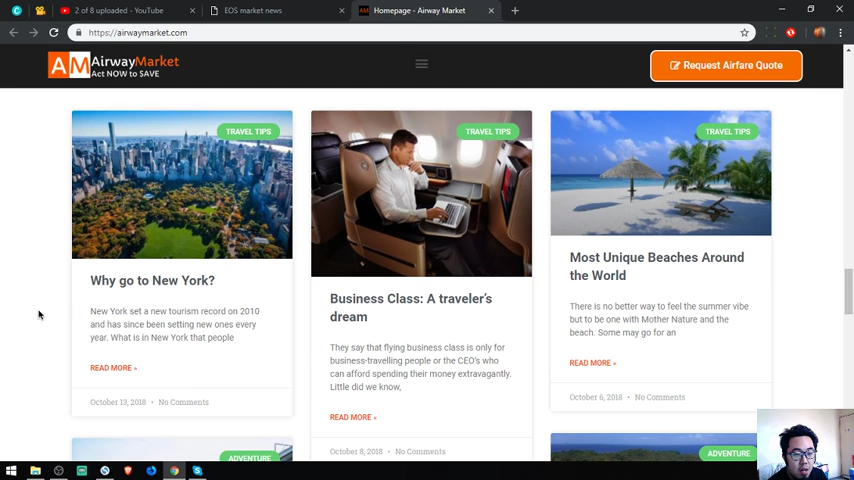 2 of 8 uploaded - YouTube
EOS market news
AM Homepage - Airway Market
https://airwaymarket.com
AM AirwayMarket
Act NOW to SAVE
Request Airfare Quote
TRAVEL TIPS
Why go to New York?
New York set a new tourism record on 2010
and has since been setting new ones every
year. What is in New York that people
READ MORE »
October 13, 2018 • No Comments
TRAVEL TIPS
Business Class: A traveler's
dream
They say that flying business class is only for
business-travelling people or the CEO's who
can afford spending their money extravagantly.
Little did we know,
READ MORE »
October 8, 2018 • No Comments
TRAVEL TIPS
Most Unique Beaches Around
the World
There is no better way to feel the summer vibe
but to be one with Mother Nature and the
beach. Some may go for an
READ MORE »
October 6, 2018 • No Comments
ADVENTURE
ADVENTURE